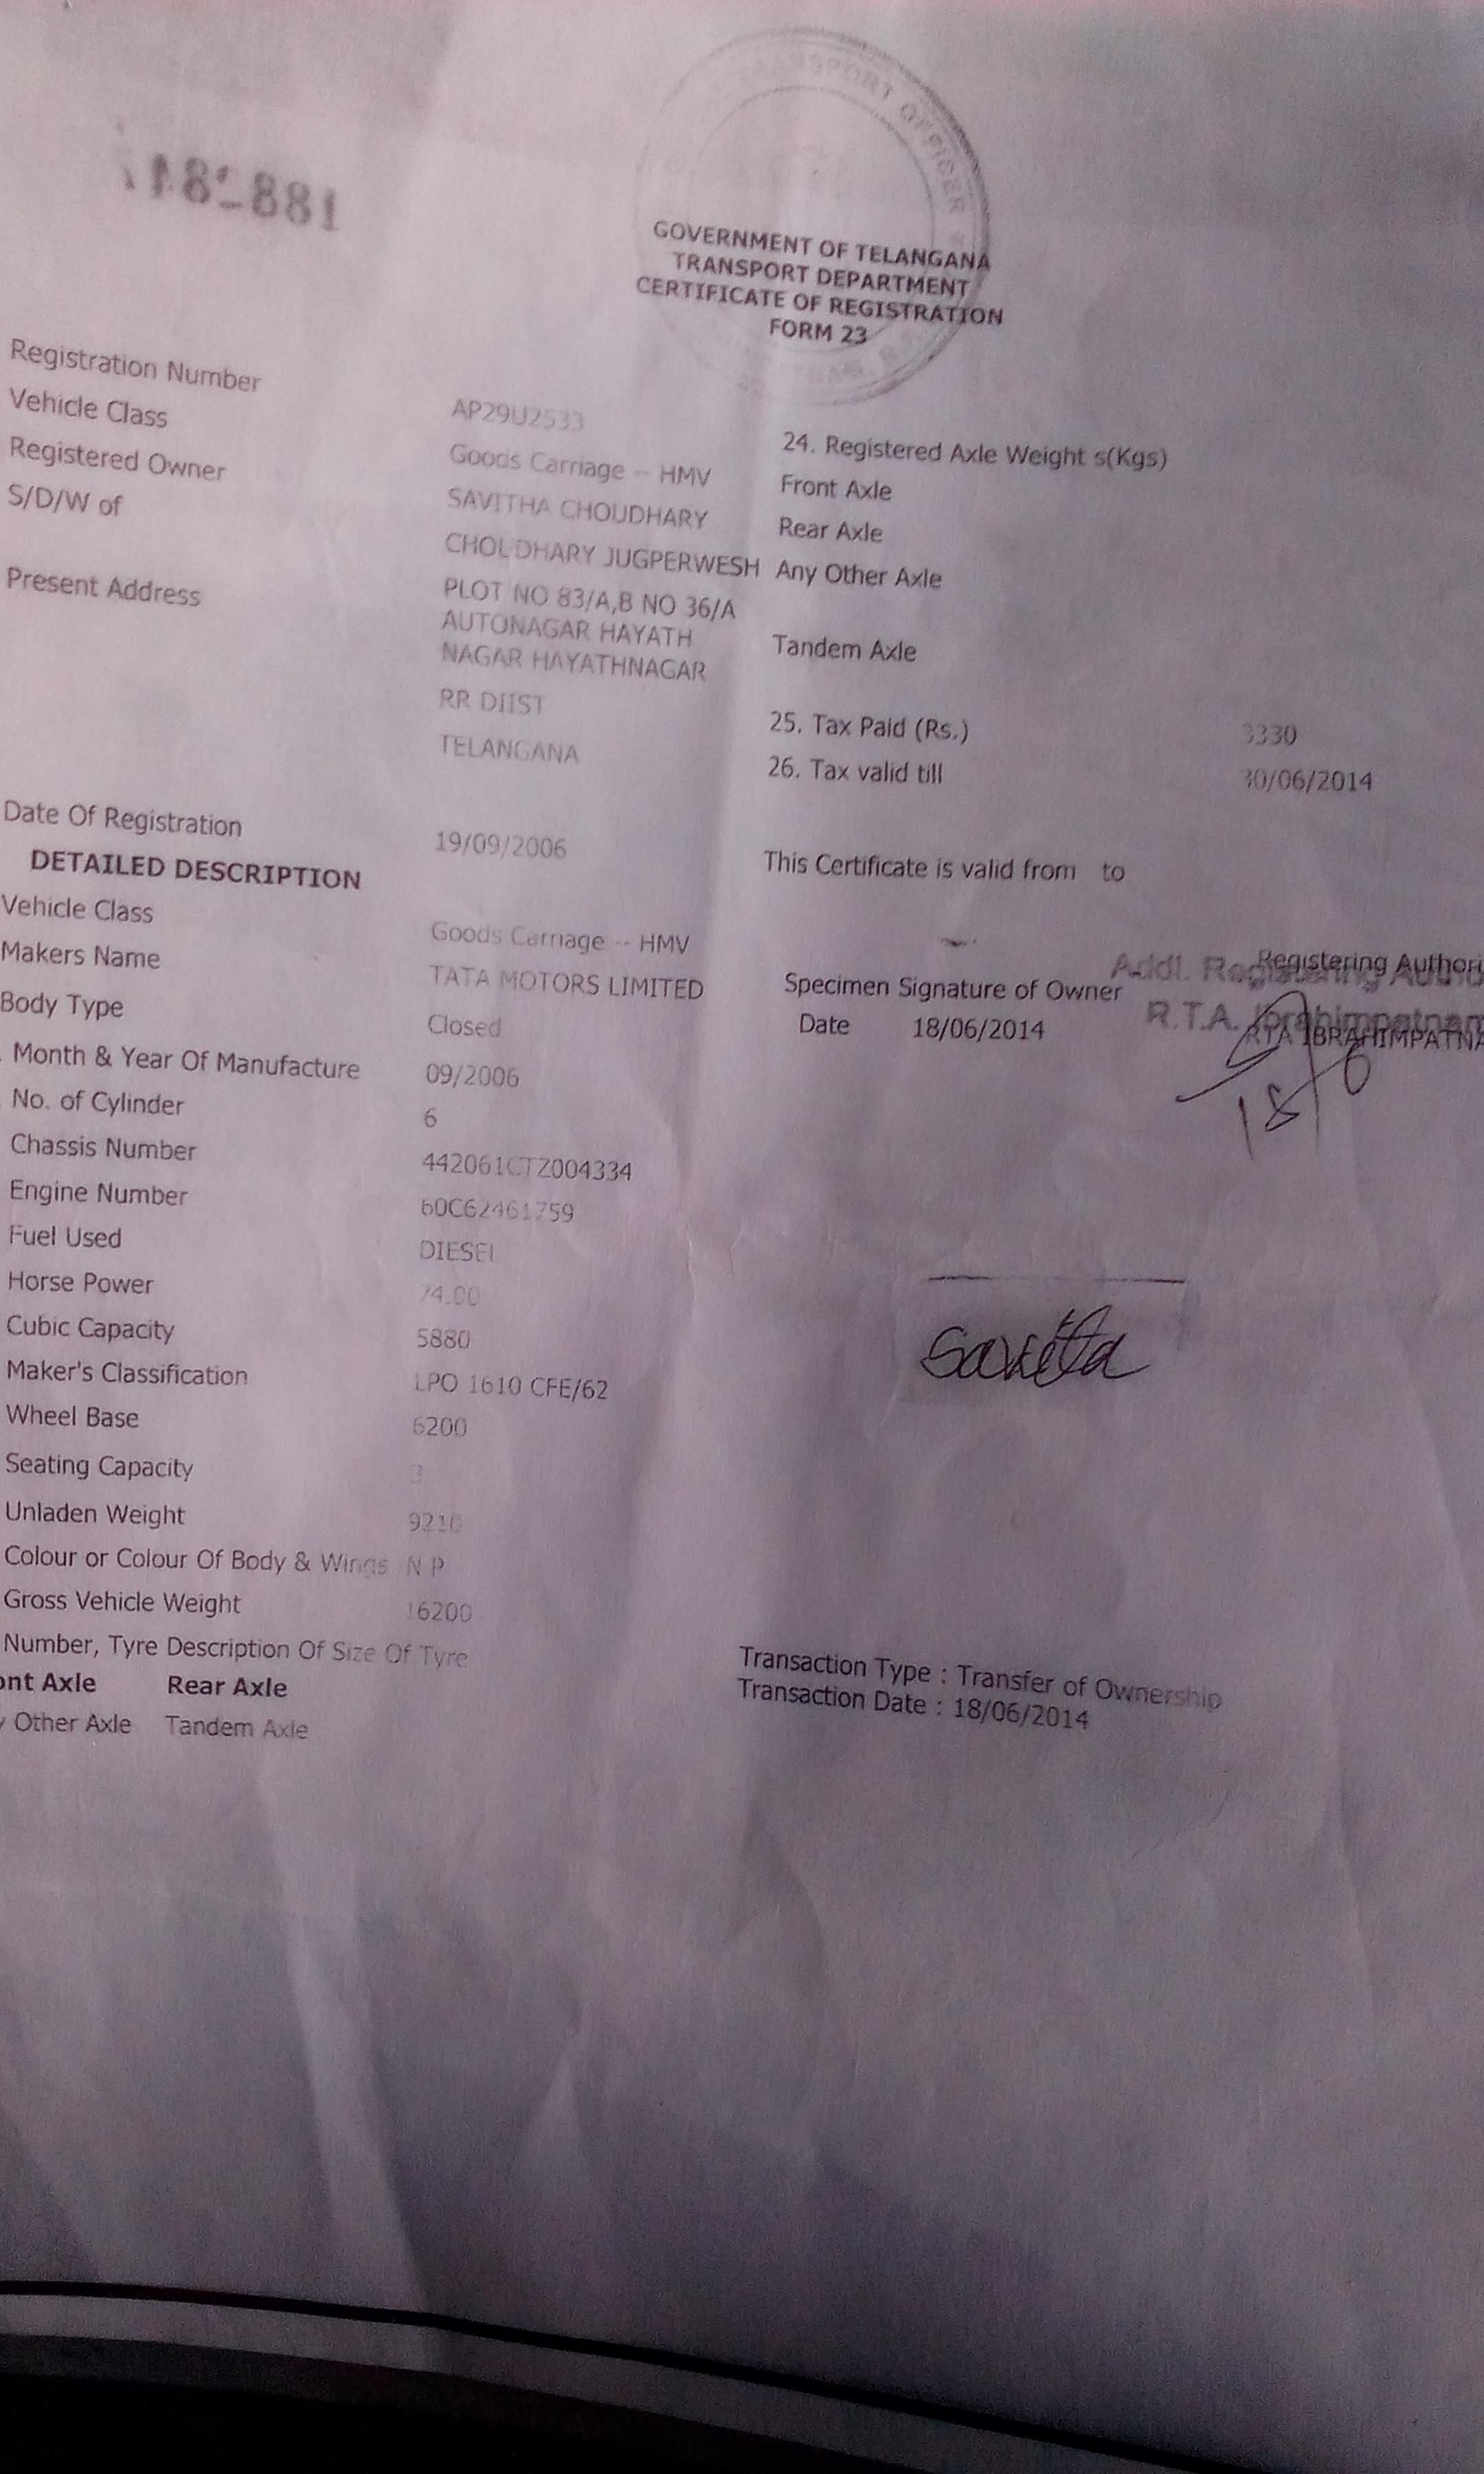 TRANSPORT OFFICER
GOVERNMENT OF TELANGANA
TRANSPORT DEPARTMENT
CERTIFICATE OF REGISTRATION
FORM 23
Registration Number AP29U2533
Vehicle Class Goods Carriage -- HMV
Registered Owner SAVITHA CHOUDHARY
S/D/W of CHOUDHARY JUGPERWESH
Present Address PLOT NO 83/A,B NO 36/A
AUTONAGAR HAYATH
NAGAR HAYATHNAGAR
RR DIIST
TELANGANA
Date Of Registration 19/09/2006
DETAILED DESCRIPTION
Vehicle Class Goods Carriage -- HMV
Makers Name TATA MOTORS LIMITED
Body Type Closed
Month & Year Of Manufacture 09/2006
No. of Cylinder 6
Chassis Number 442061CTZ004334
Engine Number 60C62461759
Fuel Used DIESEL
Horse Power 74.00
Cubic Capacity 5880
Maker's Classification LPO 1610 CFE/62
Wheel Base 6200
Seating Capacity 3
Unladen Weight 9210
Colour or Colour Of Body & Wings N P
Gross Vehicle Weight 16200
Number, Tyre Description Of Size Of Tyre
ont Axle Rear Axle
y Other Axle Tandem Axle
24. Registered Axle Weight s(Kgs)
Front Axle
Rear Axle
Any Other Axle
Tandem Axle
25. Tax Paid (Rs.) 3330
26. Tax valid till 30/06/2014
This Certificate is valid from to
Addl. Registering Autho
Registering Authori
Specimen Signature of Owner
R.T.A. Ibrahimpatnam
Date 18/06/2014 RTA IBRAHIMPATNA
18/6
Savita
Transaction Type : Transfer of Ownership
Transaction Date : 18/06/2014